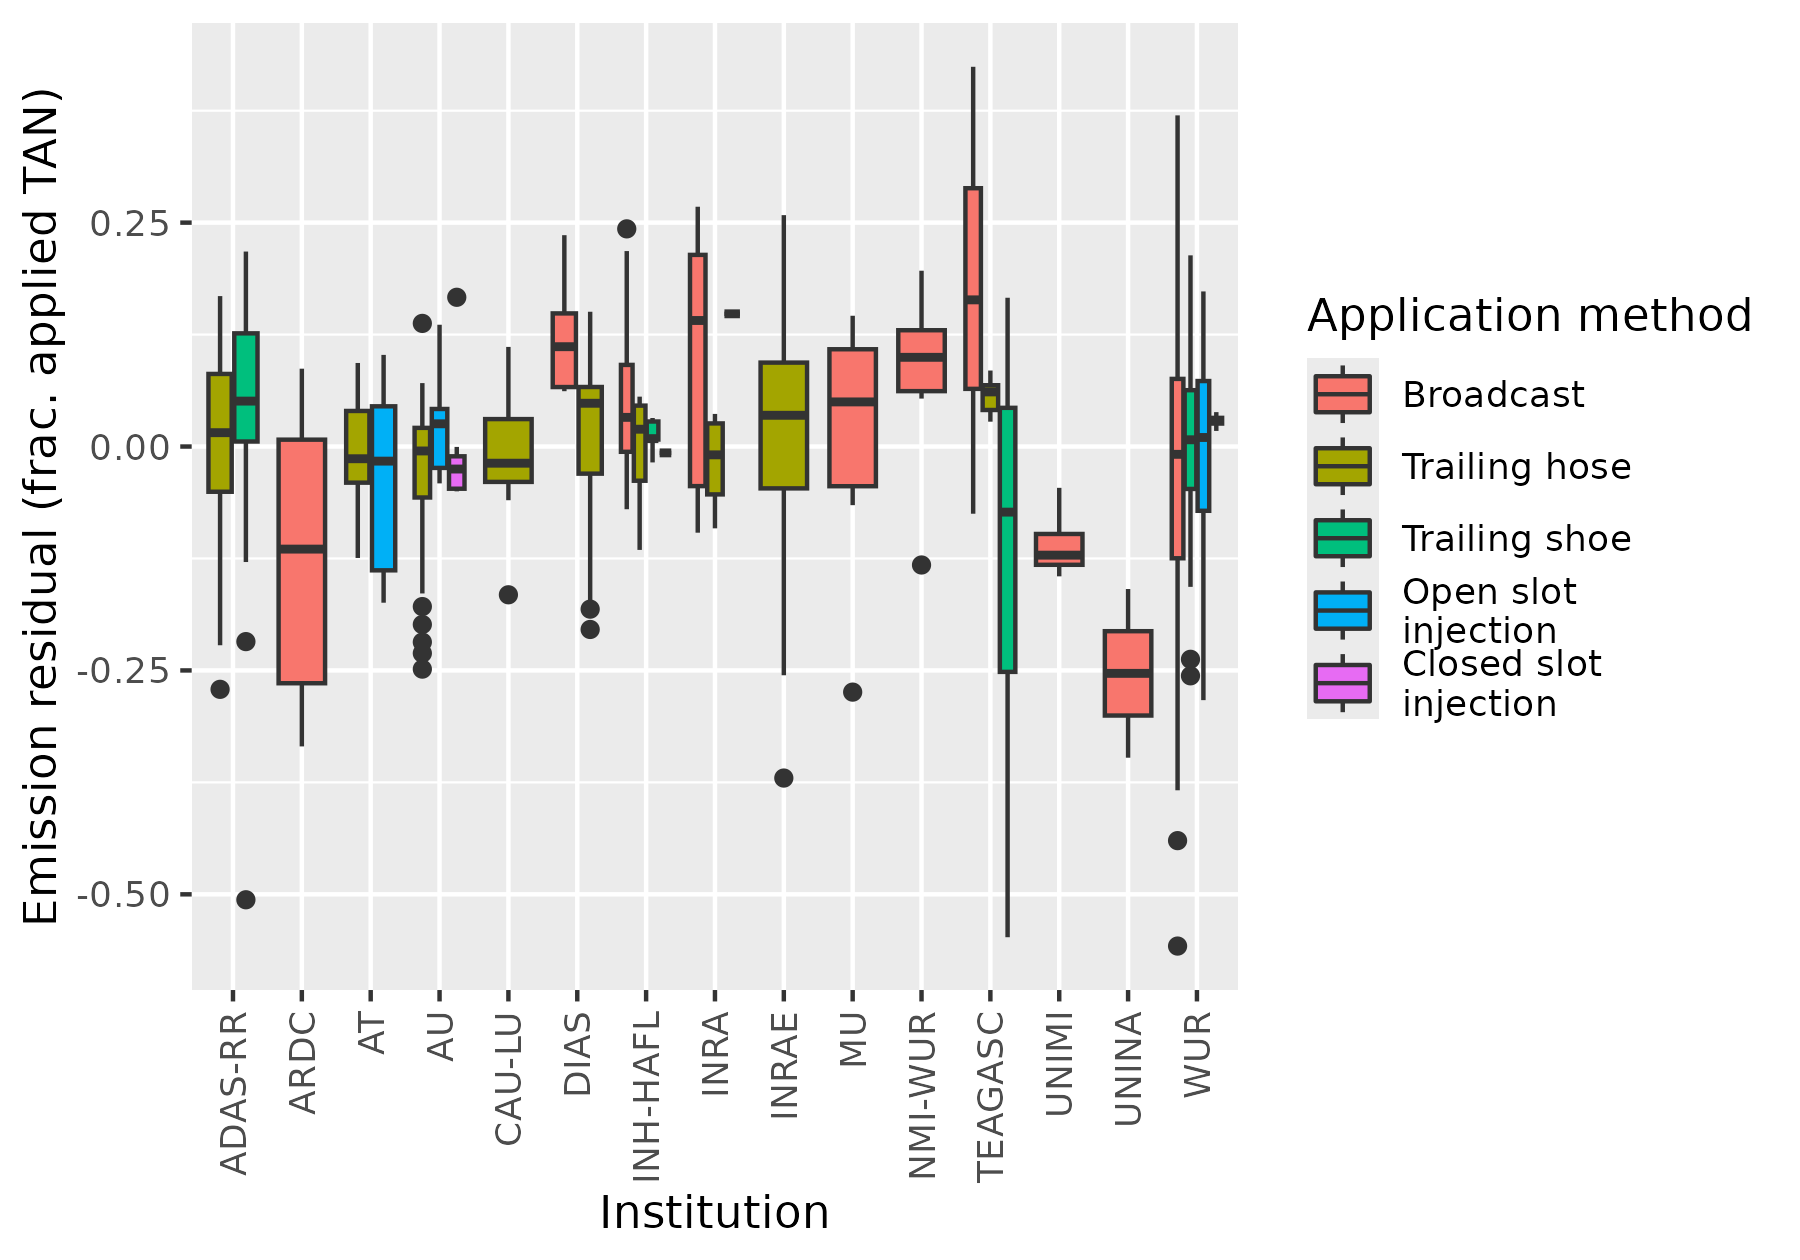 Emission residual (frac. applied TAN)
0.25
0.00
-0.25
-0.50
ADAS-RR
ARDC
AT
AU
CAU-LU
DIAS
INH-HAFL
INRA
INRAE
MU
NMI-WUR
TEAGASC
UNIMI
UNINA
WUR
Institution
Application method
Broadcast
Trailing hose
Trailing shoe
Open slot
injection
Closed slot
injection